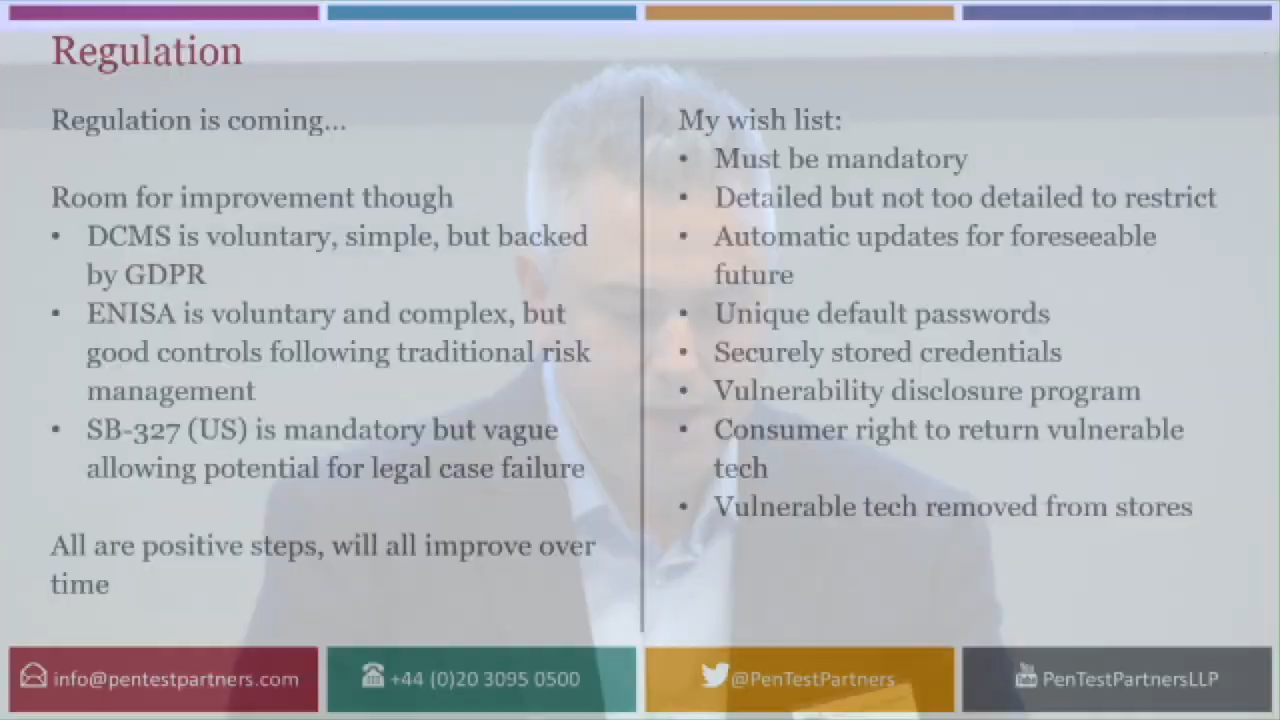 Regulation
Regulation is coming...
Room for improvement though
• DCMS is voluntary, simple, but backed
by GDPR
• ENISA is voluntary and complex, but
good controls following traditional risk
management
• SB-327 (US) is mandatory but vague
allowing potential for legal case failure
All are positive steps, will all improve over
time
My wish list:
• Must be mandatory
• Detailed but not too detailed to restrict
• Automatic updates for foreseeable
future
• Unique default passwords
• Securely stored credentials
• Vulnerability disclosure program
• Consumer right to return vulnerable
tech
• Vulnerable tech removed from stores
info@pentestpartners.com
+44 (0)20 3095 0500
@PenTestPartners
PenTestPartnersLLP